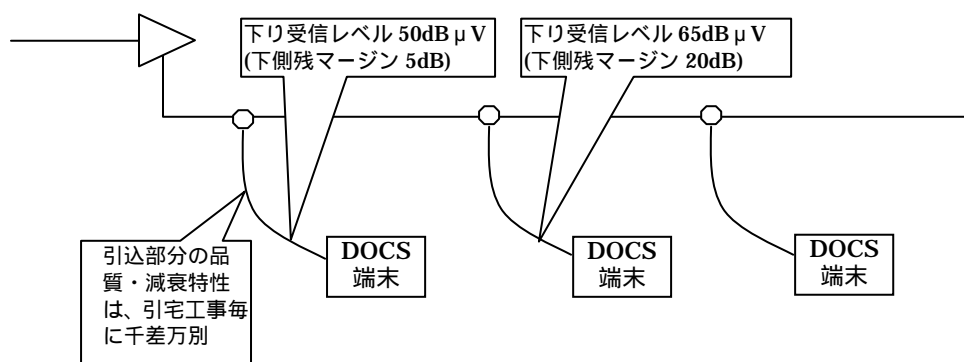 下り受信レベル 50dBμV
(下側残マージン 5dB)
下り受信レベル 65dBμV
(下側残マージン 20dB)
引込部分の品
質・減衰特性
は、引宅工事毎
に千差万別
DOCS
端末
DOCS
端末
DOCS
端末